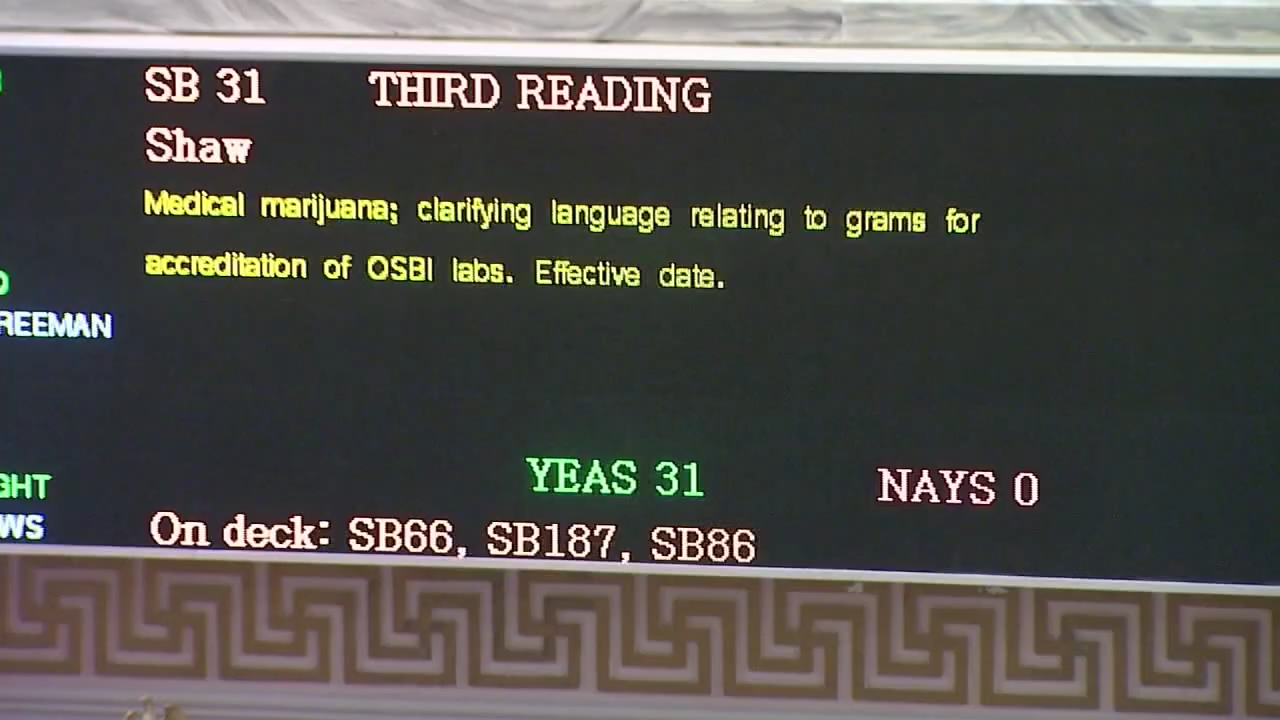 SB 31 THIRD READING
Shaw
Medical marijuana; clarifying language relating to grams for
accreditation of OSBI labs. Effective date.
REEMAN
YEAS 31 NAYS 0
GHT
WS
On deck: SB66, SB187, SB86